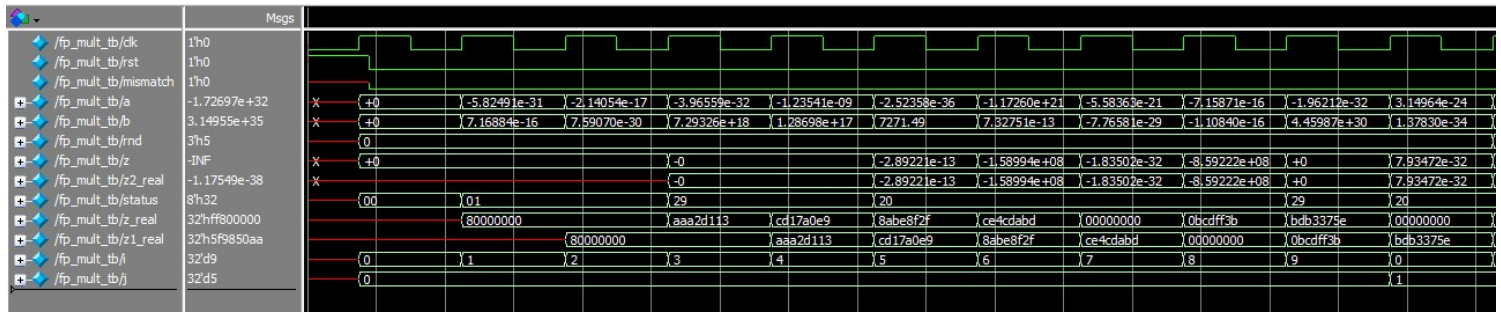 Msgs
/fp_mult_tb/clk 1'h0
/fp_mult_tb/rst 1'h0
/fp_mult_tb/mismatch 1'h0
/fp_mult_tb/a -1.72697e+32 X +0 -5.82491e-31 -2.14054e-17 -3.96559e-32 -1.23541e-09 -2.52358e-36 -1.17260e+21 -5.58363e-21 -7.15871e-16 -1.96212e-32 3.14964e-24
/fp_mult_tb/b 3.14955e+35 X +0 7.16884e-16 7.59070e-30 7.29326e+18 1.28698e+17 7271.49 7.32751e-13 -7.76581e-29 -1.10840e-16 4.45987e+30 1.37830e-34
/fp_mult_tb/rnd 3'h5 0
/fp_mult_tb/z -INF X +0 -0 -2.89221e-13 -1.58994e+08 -1.83502e-32 -8.59222e+08 +0 7.93472e-32
/fp_mult_tb/z2_real -1.17549e-38 X -0 -2.89221e-13 -1.58994e+08 -1.83502e-32 -8.59222e+08 +0 7.93472e-32
/fp_mult_tb/status 8'h32 00 01 29 20 29 20
/fp_mult_tb/z_real 32'hff800000 80000000 aaa2d113 cd17a0e9 8abe8f2f ce4cdabd 00000000 0bcdff3b bdb3375e 00000000
/fp_mult_tb/z1_real 32'h5f9850aa 80000000 aaa2d113 cd17a0e9 8abe8f2f ce4cdabd 00000000 0bcdff3b bdb3375e
/fp_mult_tb/i 32'd9 0 1 2 3 4 5 6 7 8 9 0
/fp_mult_tb/j 32'd5 0 1